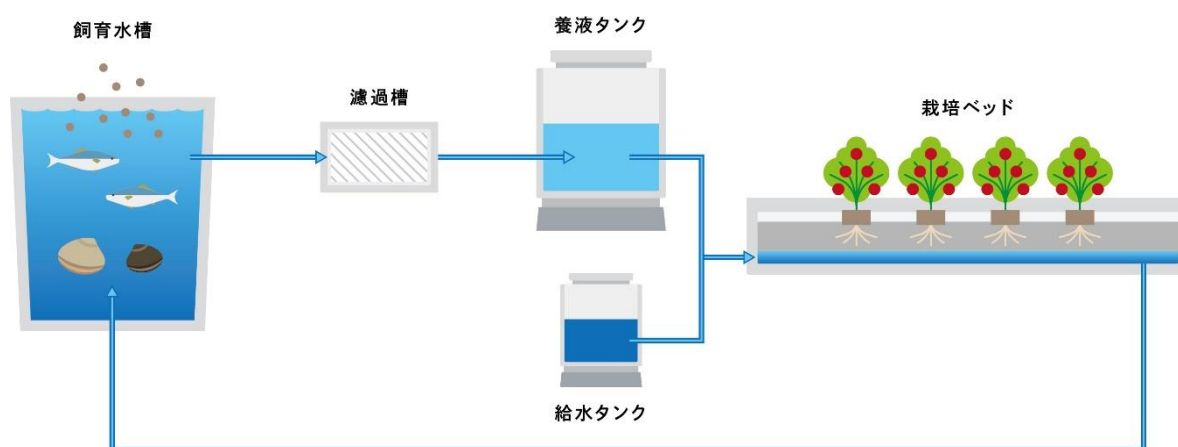 飼育水槽
濾過槽
養液タンク
給水タンク
栽培ベッド